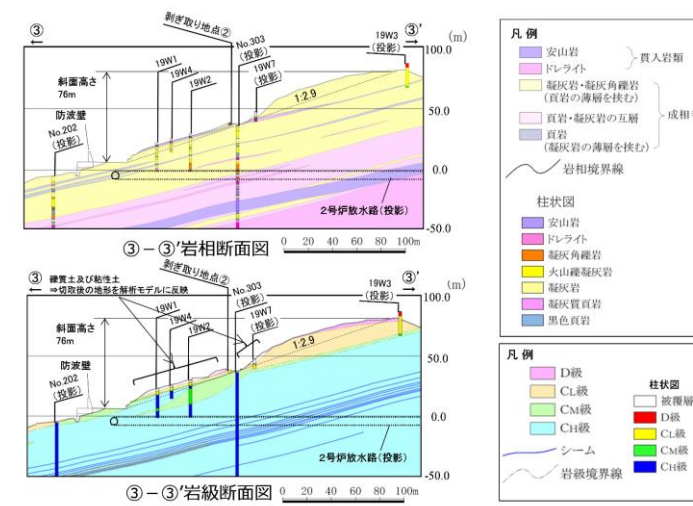 ③
剥ぎ取り地点②
No.303
(投影)
19W3
(投影)
③'
(m)
19W1
19W4
19W2
19W7
(投影)
100.0
斜面高さ
76m
1:2.9
防波壁
No.202
(投影)
50.0
0.0
2号炉放水路(投影)
-50.0
③－③'岩相断面図
0 20 40 60 80 100m
凡 例
安山岩
ドレライト
貫入岩類
凝灰岩・凝灰角礫岩
(頁岩の薄層を挟む)
頁岩・凝灰岩の互層
成相寺
頁岩
(凝灰岩の薄層を挟む)
岩相境界線
柱状図
安山岩
ドレライト
凝灰角礫岩
火山礫凝灰岩
凝灰岩
凝灰質頁岩
黒色頁岩
③
礫質土及び粘性土
⇒切取後の地形を解析モデルに反映
剥ぎ取り地点②
No.303
(投影)
19W3
(投影)
③'
(m)
19W1
19W4
19W2
19W7
(投影)
100.0
斜面高さ
76m
1:2.9
防波壁
No.202
(投影)
50.0
0.0
2号炉放水路(投影)
-50.0
③－③'岩級断面図
0 20 40 60 80 100m
凡 例
D級
CL級
CM級
CH級
シーム
岩級境界線
柱状図
被覆層
D級
CL級
CM級
CH級